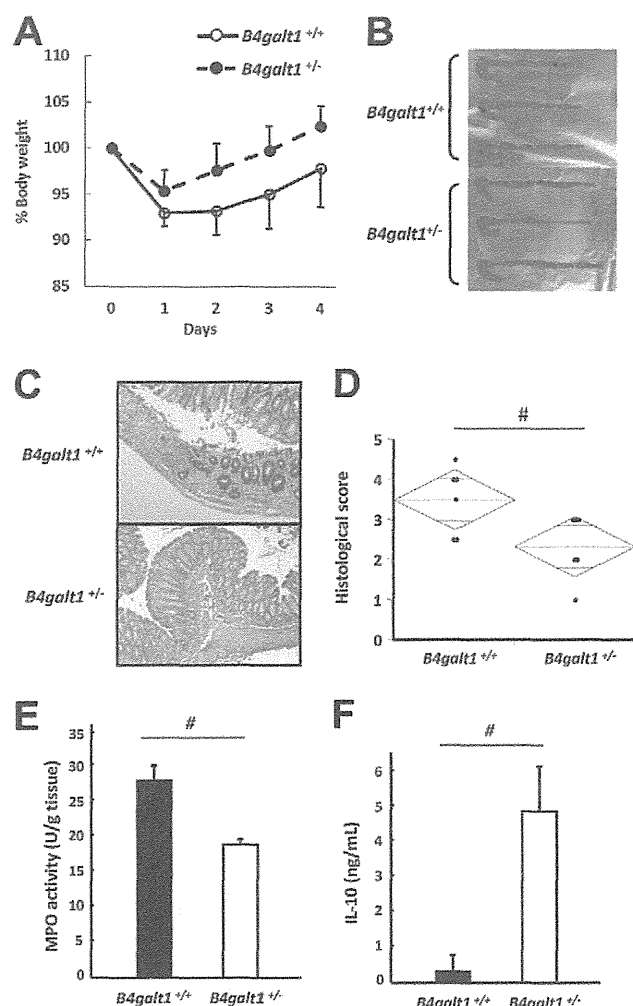 A
B4galt1 +/+
B4galt1 +/-
110
105
100
95
90
85
% Body weight
0 1 2 3 4
Days
B
B4galt1+/+
B4galt1+/-
C
B4galt1 +/+
B4galt1 +/-
D
#
5
4
3
2
1
0
Histological score
B4galt1 +/+ B4galt1 +/-
E
#
35
30
25
20
15
10
5
0
MPO activity (U/g tissue)
B4galt1 +/+ B4galt1 +/-
F
#
6
5
4
3
2
1
0
IL-10 (ng/mL)
B4galt1 +/+ B4galt1 +/-